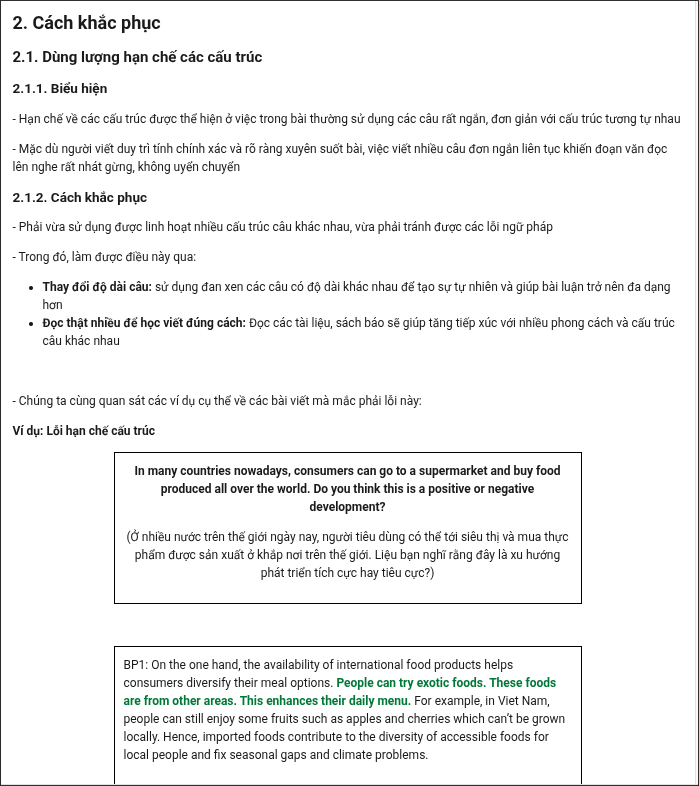 2. Cách khắc phục
2.1. Dùng lượng hạn chế các cấu trúc
2.1.1. Biểu hiện
- Hạn chế về các cấu trúc được thể hiện ở việc trong bài thường sử dụng các câu rất ngắn, đơn giản với cấu trúc tương tự nhau
- Mặc dù người viết duy trì tính chính xác và rõ ràng xuyên suốt bài, việc viết nhiều câu đơn ngắn liên tục khiến đoạn văn đọc
lên nghe rất nhát gừng, không uyển chuyển
2.1.2. Cách khắc phục
- Phải vừa sử dụng được linh hoạt nhiều cấu trúc câu khác nhau, vừa phải tránh được các lỗi ngữ pháp
- Trong đó, làm được điều này qua:
• Thay đổi độ dài câu: sử dụng đan xen các câu có độ dài khác nhau để tạo sự tự nhiên và giúp bài luận trở nên đa dạng
hơn
• Đọc thật nhiều để học viết đúng cách: Đọc các tài liệu, sách báo sẽ giúp tăng tiếp xúc với nhiều phong cách và cấu trúc
câu khác nhau
- Chúng ta cùng quan sát các ví dụ cụ thể về các bài viết mà mắc phải lỗi này:
Ví dụ: Lỗi hạn chế cấu trúc
In many countries nowadays, consumers can go to a supermarket and buy food
produced all over the world. Do you think this is a positive or negative
development?
(Ở nhiều nước trên thế giới ngày nay, người tiêu dùng có thể tới siêu thị và mua thực
phẩm được sản xuất ở khắp nơi trên thế giới. Liệu bạn nghĩ rằng đây là xu hướng
phát triển tích cực hay tiêu cực?)
BP1: On the one hand, the availability of international food products helps
consumers diversify their meal options. People can try exotic foods. These foods
are from other areas. This enhances their daily menu. For example, in Viet Nam,
people can still enjoy some fruits such as apples and cherries which can’t be grown
locally. Hence, imported foods contribute to the diversity of accessible foods for
local people and fix seasonal gaps and climate problems.